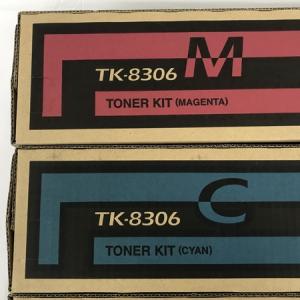 M
TK-8306
TONER KIT (MAGENTA)
C
TK-8306
TONER KIT (CYAN)